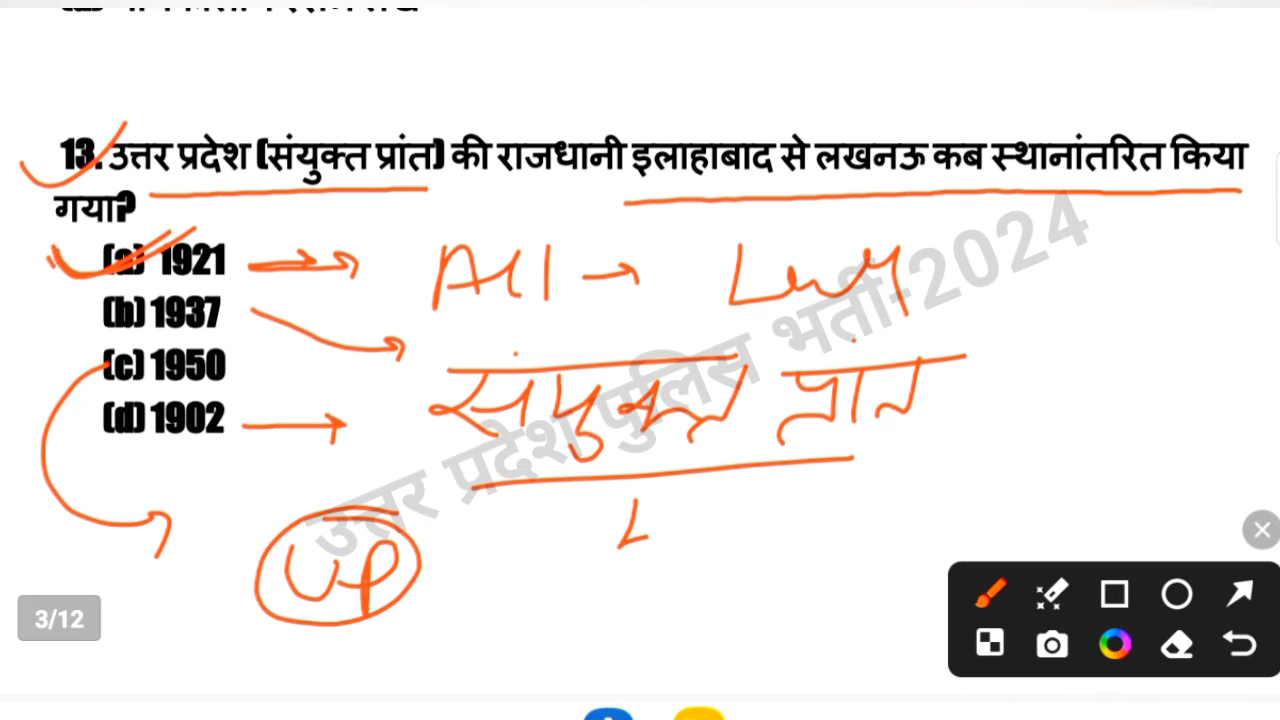 13. उत्तर प्रदेश (संयुक्त प्रांत) की राजधानी इलाहाबाद से लखनऊ कब स्थानांतरित किया
गया?
(a) 1921
All → Luck
(b) 1937
(c) 1950
संयुक्त प्रांत
(d) 1902
L
UP
उत्तर प्रदेश पुलिस भर्ती-2024
3/12